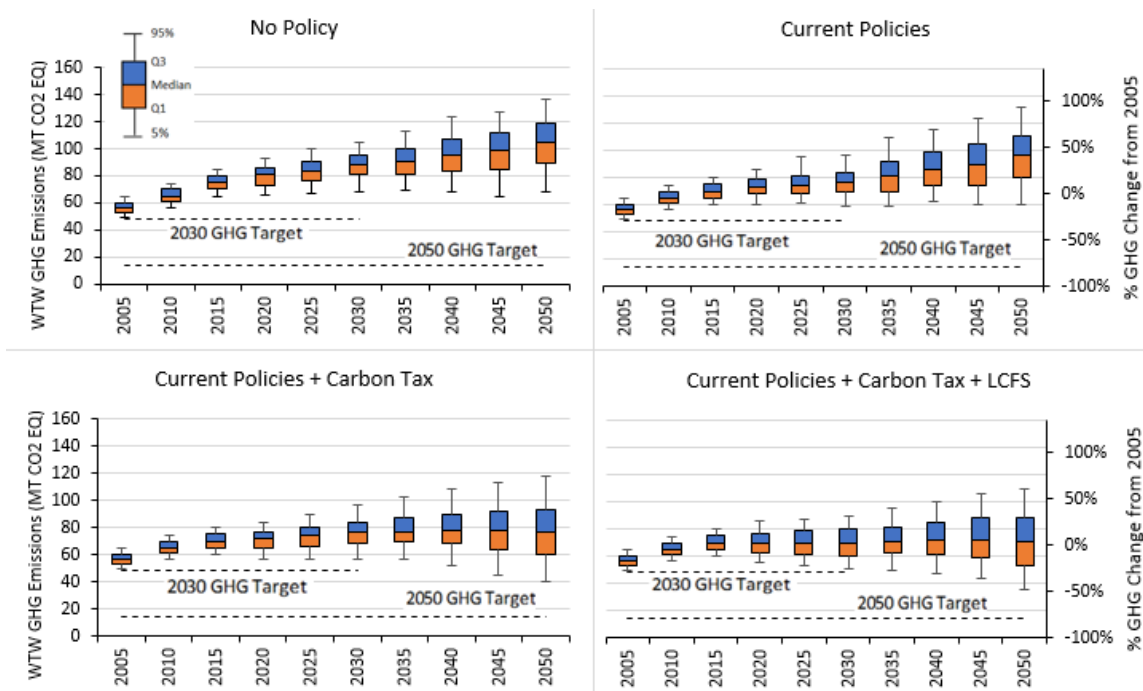 No Policy
95%
Q3
Median
Q1
5%
WTW GHG Emissions (MT CO2 EQ)
160
140
120
100
80
60
40
20
0
2030 GHG Target
2050 GHG Target
2005 2010 2015 2020 2025 2030 2035 2040 2045 2050
Current Policies
100%
50%
0%
-50%
-100%
% GHG Change from 2005
2030 GHG Target
2050 GHG Target
2005 2010 2015 2020 2025 2030 2035 2040 2045 2050
Current Policies + Carbon Tax
WTW GHG Emissions (MT CO2 EQ)
160
140
120
100
80
60
40
20
0
2030 GHG Target
2050 GHG Target
2005 2010 2015 2020 2025 2030 2035 2040 2045 2050
Current Policies + Carbon Tax + LCFS
100%
50%
0%
-50%
-100%
% GHG Change from 2005
2030 GHG Target
2050 GHG Target
2005 2010 2015 2020 2025 2030 2035 2040 2045 2050